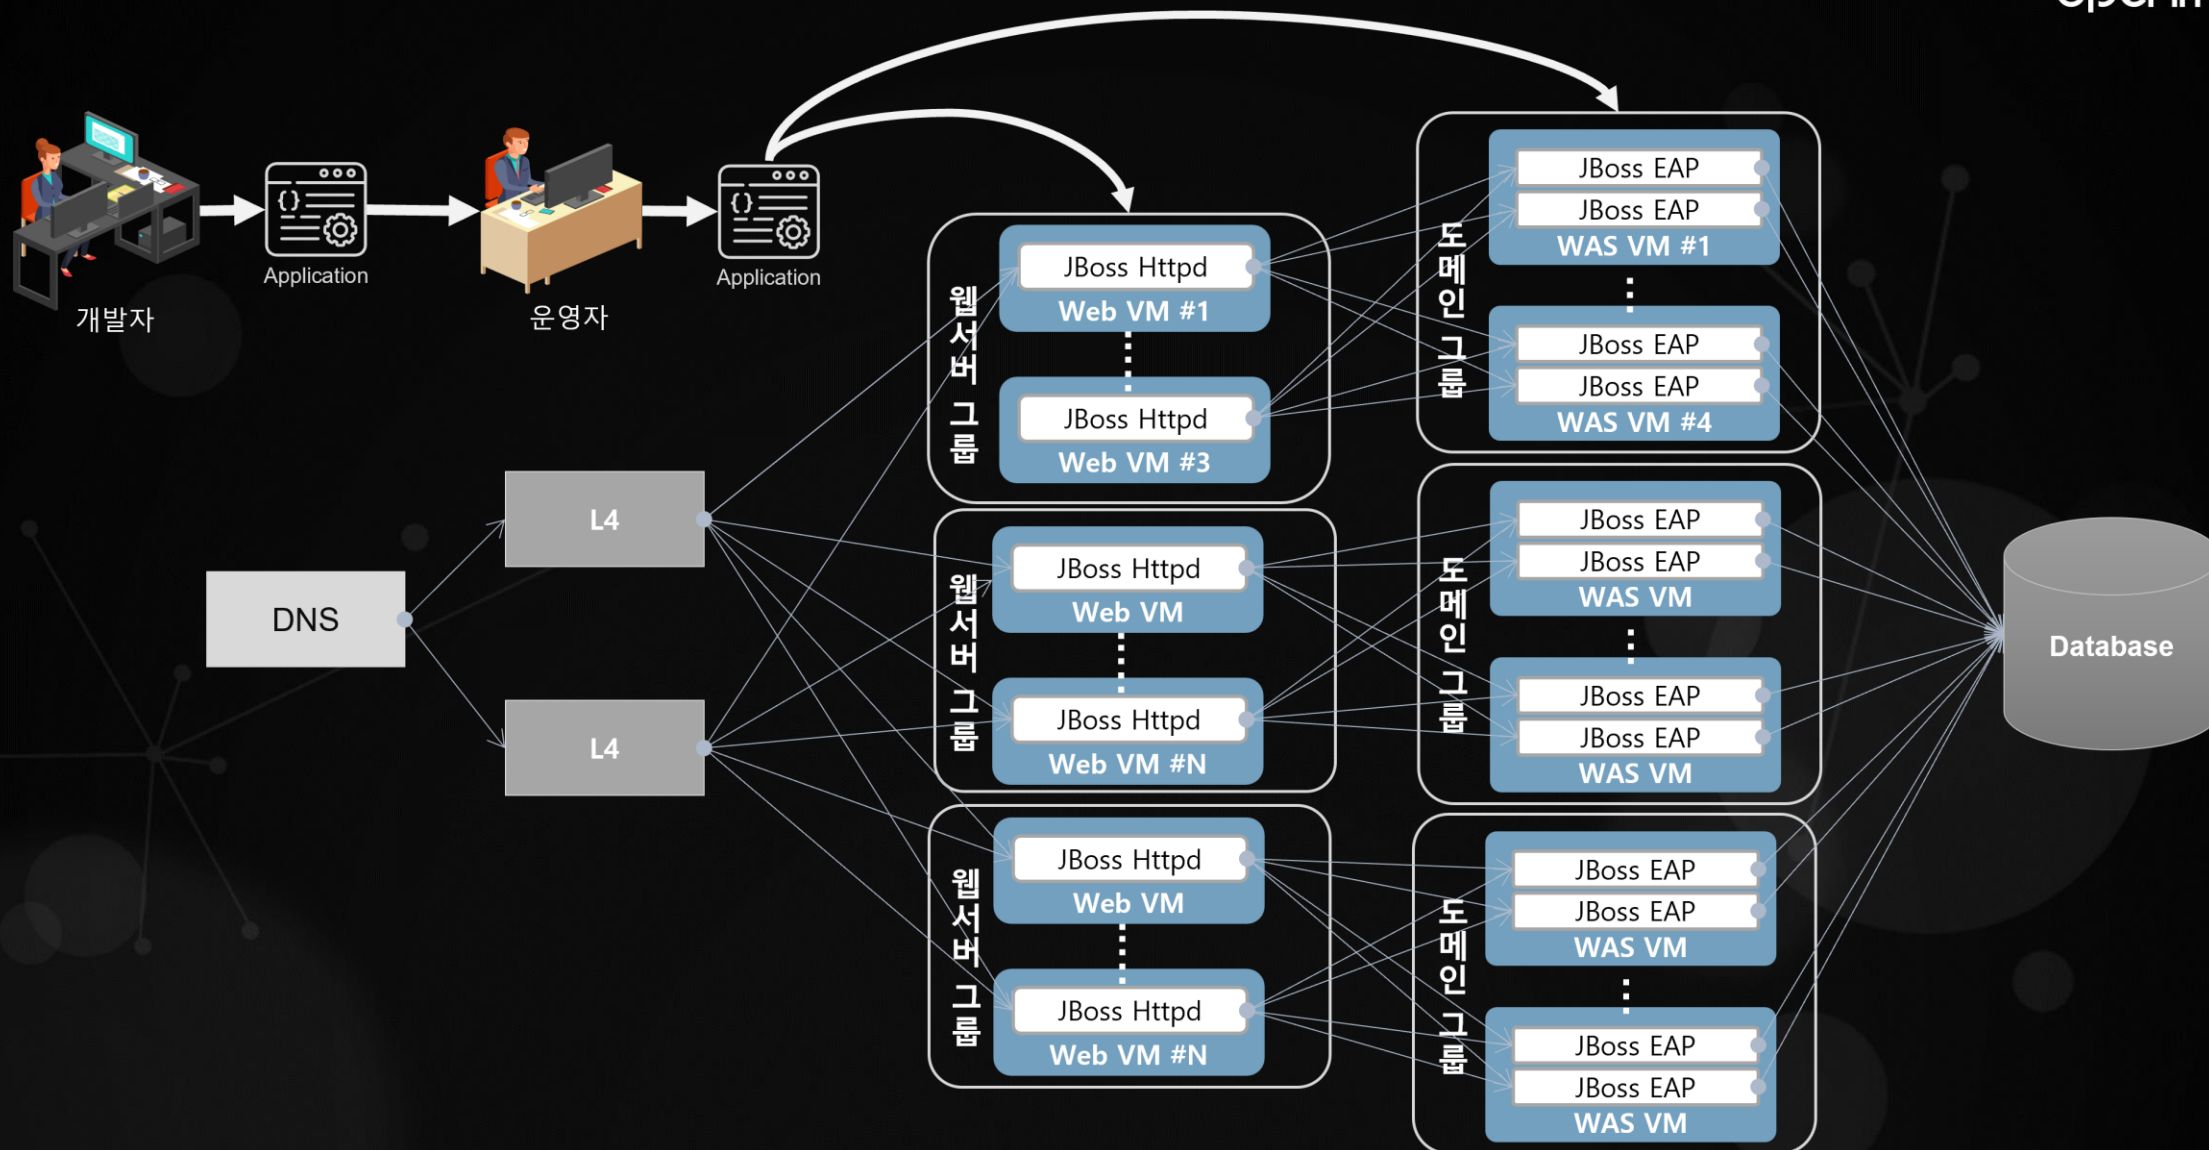 개발자
Application
운영자
Application
DNS
L4
L4
웹서버 그룹
JBoss Httpd
Web VM #1
JBoss Httpd
Web VM #3
웹서버 그룹
JBoss Httpd
Web VM
JBoss Httpd
Web VM #N
웹서버 그룹
JBoss Httpd
Web VM
JBoss Httpd
Web VM #N
도메인 그룹
JBoss EAP
JBoss EAP
WAS VM #1
JBoss EAP
JBoss EAP
WAS VM #4
도메인 그룹
JBoss EAP
JBoss EAP
WAS VM
JBoss EAP
JBoss EAP
WAS VM
도메인 그룹
JBoss EAP
JBoss EAP
WAS VM
JBoss EAP
JBoss EAP
WAS VM
Database